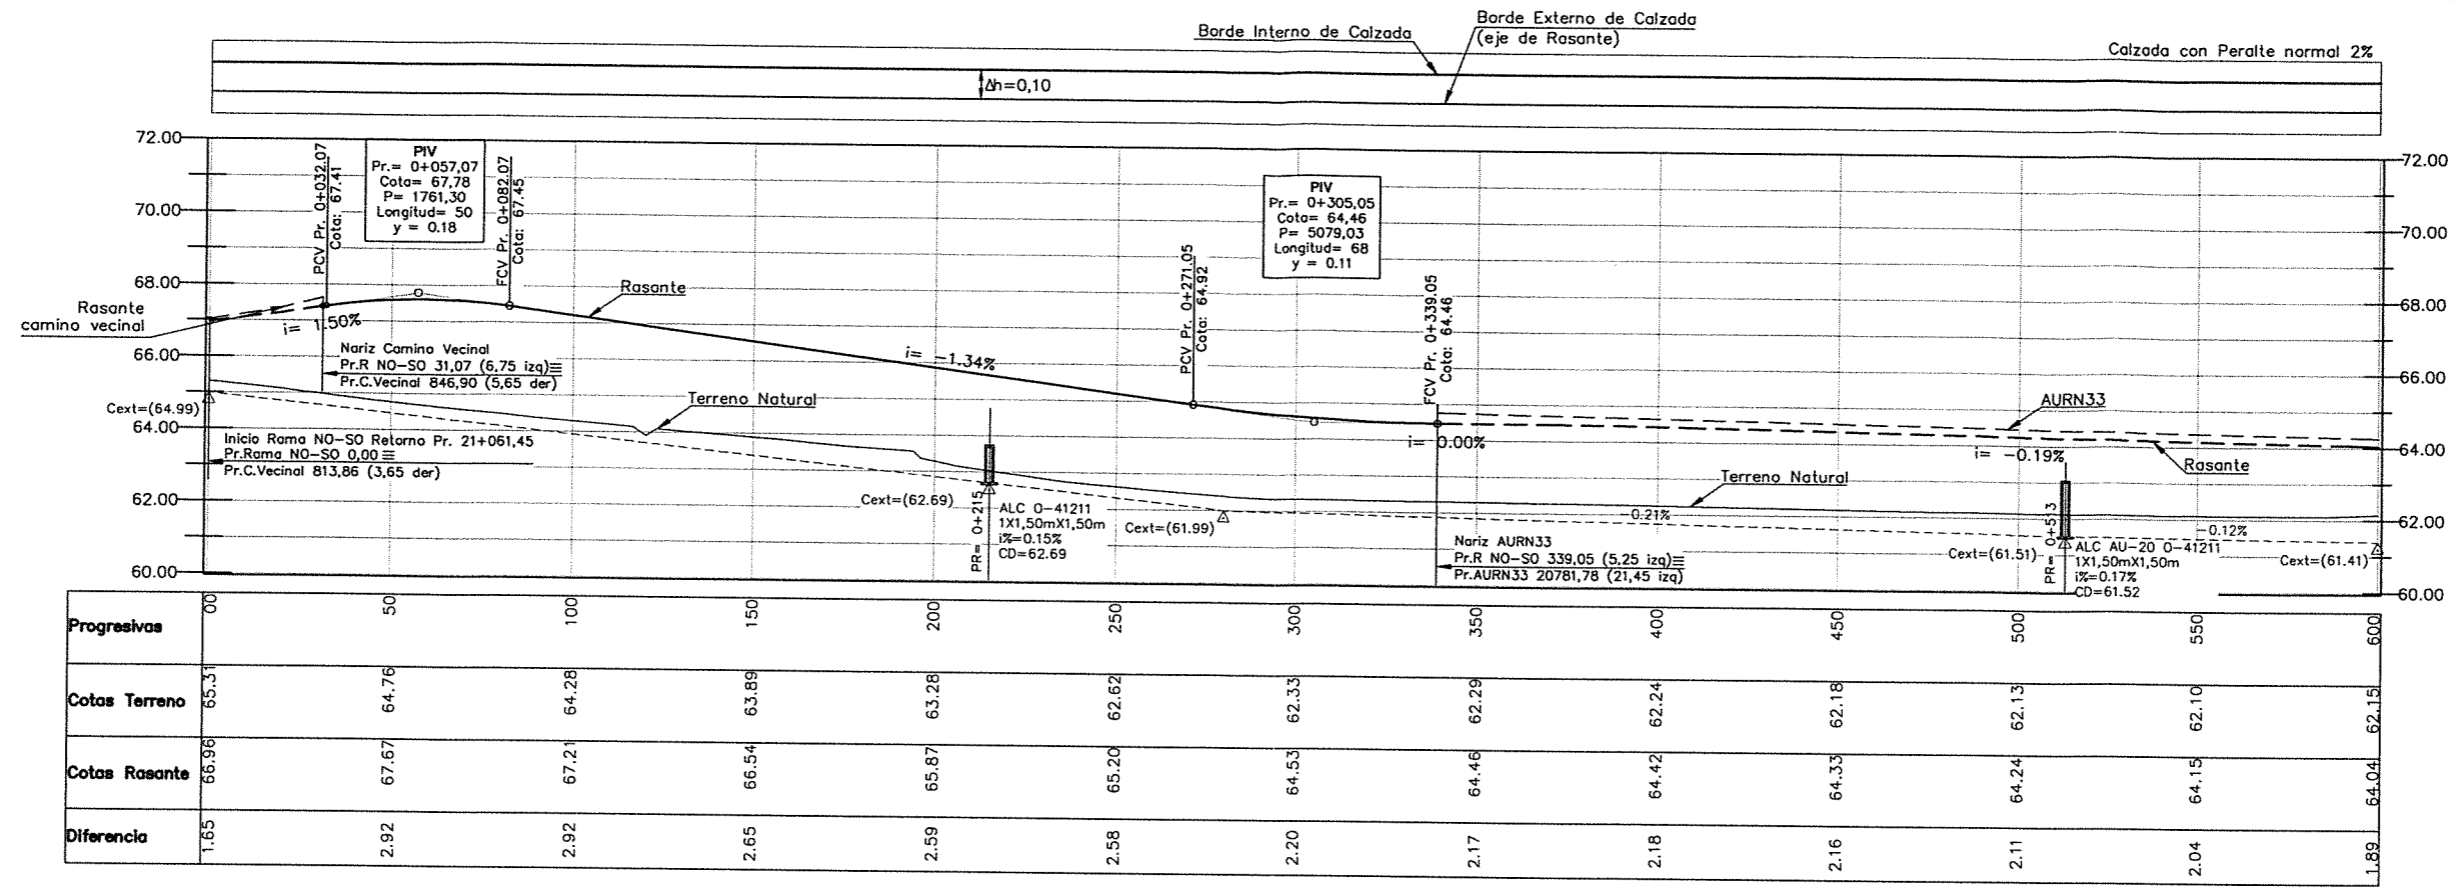 Borde Interno de Calzada
Borde Externo de Calzada
(eje de Rasante)
Calzada con Peralte normal 2%
Δh=0,10
72.00
70.00
68.00
66.00
64.00
62.00
60.00
72.00
70.00
68.00
66.00
64.00
62.00
60.00
PCV Pr. 0+032.07
Cota: 67.41
PIV
Pr.= 0+057,07
Cota= 67,78
P= 1761,30
Longitud= 50
y = 0.18
FCV Pr. 0+082.07
Cota: 67.45
Rasante
camino vecinal
i= 1.50%
Rasante
i= -1.34%
Nariz Camino Vecinal
Pr.R NO-SO 31,07 (6,75 izq)≡
Pr.C.Vecinal 846,90 (5,65 der)
Terreno Natural
Cext=(64.99)
Inicio Rama NO-SO Retorno Pr. 21+061,45
Pr.Rama NO-SO 0,00 ≡
Pr.C.Vecinal 813,86 (3,65 der)
PCV Pr. 0+271.05
Cota: 64.92
PIV
Pr.= 0+305,05
Cota= 64,46
P= 5079,03
Longitud= 68
y = 0.11
FCV Pr. 0+339.05
Cota: 64.46
i= 0.00%
AURN33
i= -0.19%
Rasante
Terreno Natural
Cext=(62.69)
PR= 0+215
ALC O-41211
1X1,50mX1,50m
i%=0.15%
CD=62.69
Cext=(61.99)
-0.21%
Nariz AURN33
Pr.R NO-SO 339,05 (5,25 izq)≡
Pr.AURN33 20781,78 (21,45 izq)
Cext=(61.51)
PR= 0+513
ALC AU-20 O-41211
1X1,50mX1,50m
i%=0.17%
CD=61.52
-0.12%
Cext=(61.41)
Progresivas 00 50 100 150 200 250 300 350 400 450 500 550 600
Cotas Terreno 65.31 64.76 64.28 63.89 63.28 62.62 62.33 62.29 62.24 62.18 62.13 62.10 62.15
Cotas Rasante 66.96 67.67 67.21 66.54 65.87 65.20 64.53 64.46 64.42 64.33 64.24 64.15 64.04
Diferencia 1.65 2.92 2.92 2.65 2.59 2.58 2.20 2.17 2.18 2.16 2.11 2.04 1.89